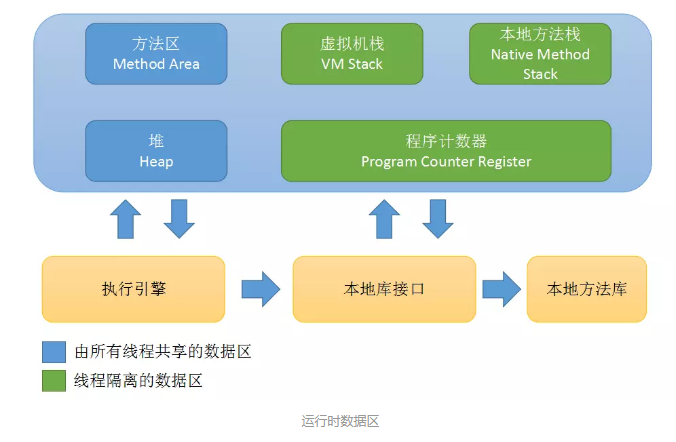 方法区
Method Area
虚拟机栈
VM Stack
本地方法栈
Native Method
Stack
堆
Heap
程序计数器
Program Counter Register
执行引擎
本地库接口
本地方法库
由所有线程共享的数据区
线程隔离的数据区
运行时数据区